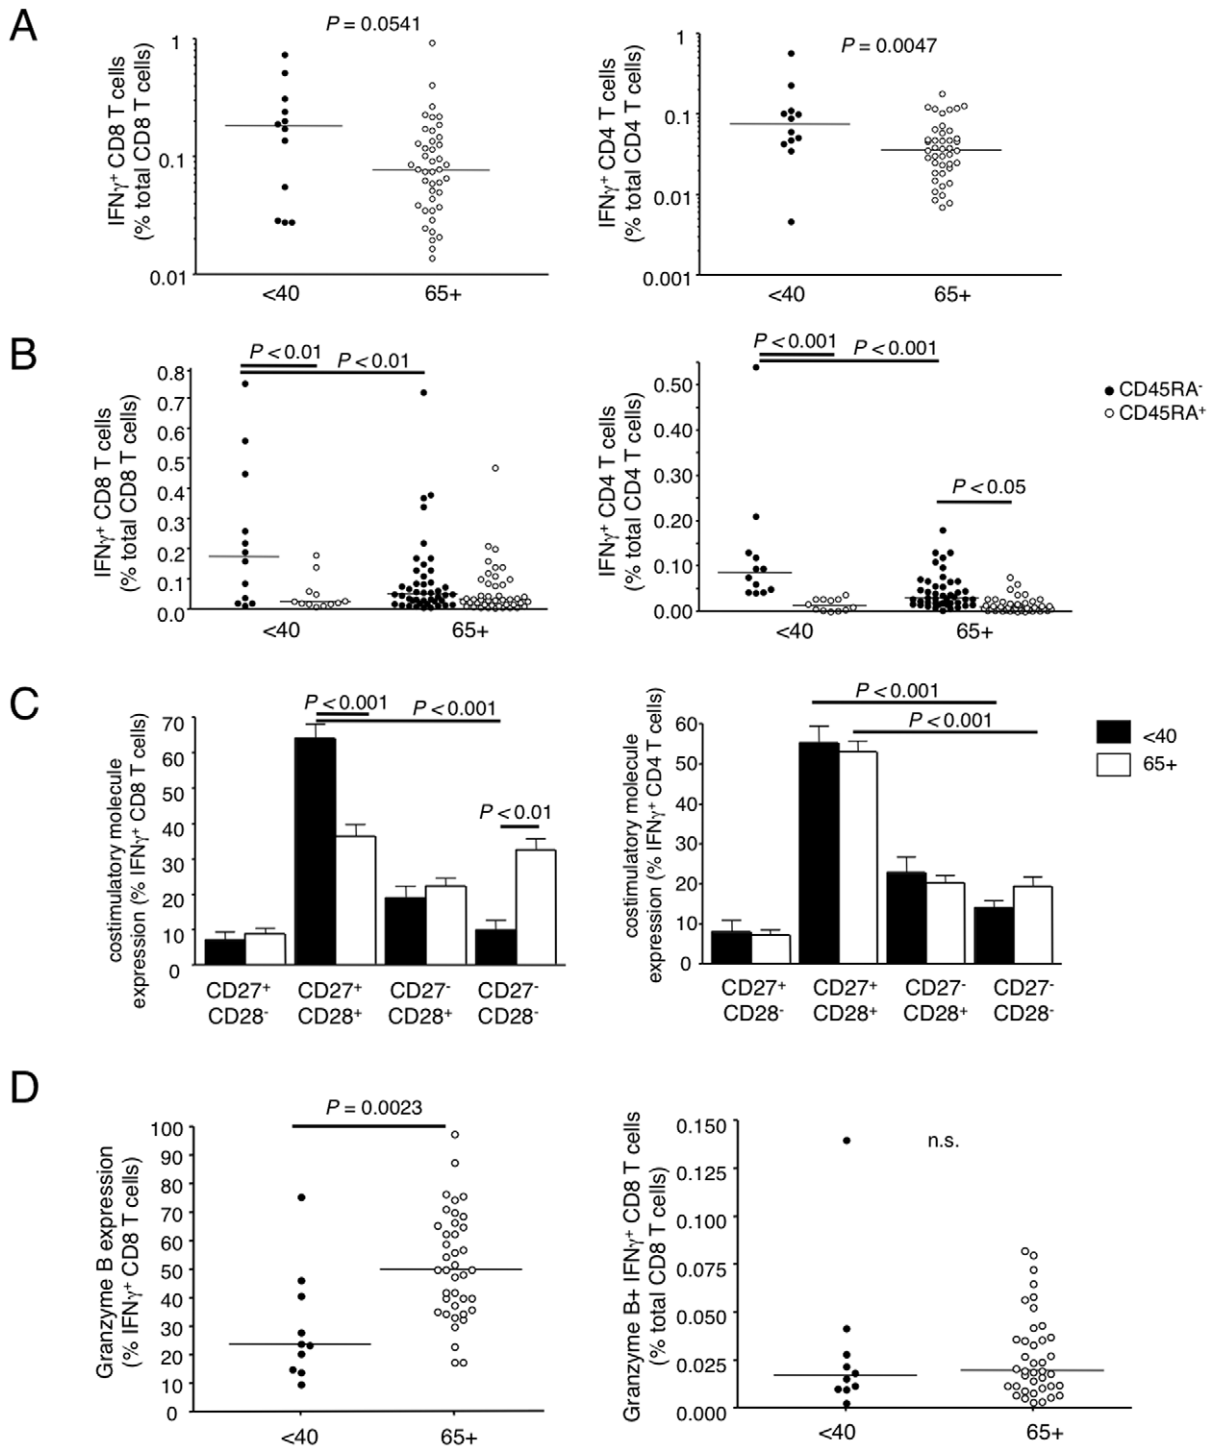 A
P = 0.0541
IFNγ⁺ CD8 T cells
(% total CD8 T cells)
1
0.1
0.01
<40
65+
P = 0.0047
IFNγ⁺ CD4 T cells
(% total CD4 T cells)
1
0.1
0.01
0.001
<40
65+
B
P < 0.01
P < 0.01
IFNγ⁺ CD8 T cells
(% total CD8 T cells)
0.8
0.7
0.6
0.5
0.4
0.3
0.2
0.1
0.0
<40
65+
P < 0.001
P < 0.001
P < 0.05
IFNγ⁺ CD4 T cells
(% total CD4 T cells)
0.50
0.40
0.30
0.20
0.10
0.00
<40
65+
CD45RA⁻
CD45RA⁺
C
P < 0.001
P < 0.001
P < 0.01
costimulatory molecule
expression (% IFNγ⁺ CD8 T cells)
70
60
50
40
30
20
10
0
CD27⁺ CD27⁺ CD27⁻ CD27⁻
CD28⁻ CD28⁺ CD28⁺ CD28⁻
P < 0.001
P < 0.001
costimulatory molecule
expression (% IFNγ⁺ CD4 T cells)
60
50
40
30
20
10
0
CD27⁺ CD27⁺ CD27⁻ CD27⁻
CD28⁻ CD28⁺ CD28⁺ CD28⁻
<40
65+
D
P = 0.0023
Granzyme B expression
(% IFNγ⁺ CD8 T cells)
100
90
80
70
60
50
40
30
20
10
0
<40
65+
n.s.
Granzyme B+ IFNγ⁺ CD8 T cells
(% total CD8 T cells)
0.150
0.125
0.100
0.075
0.050
0.025
0.000
<40
65+